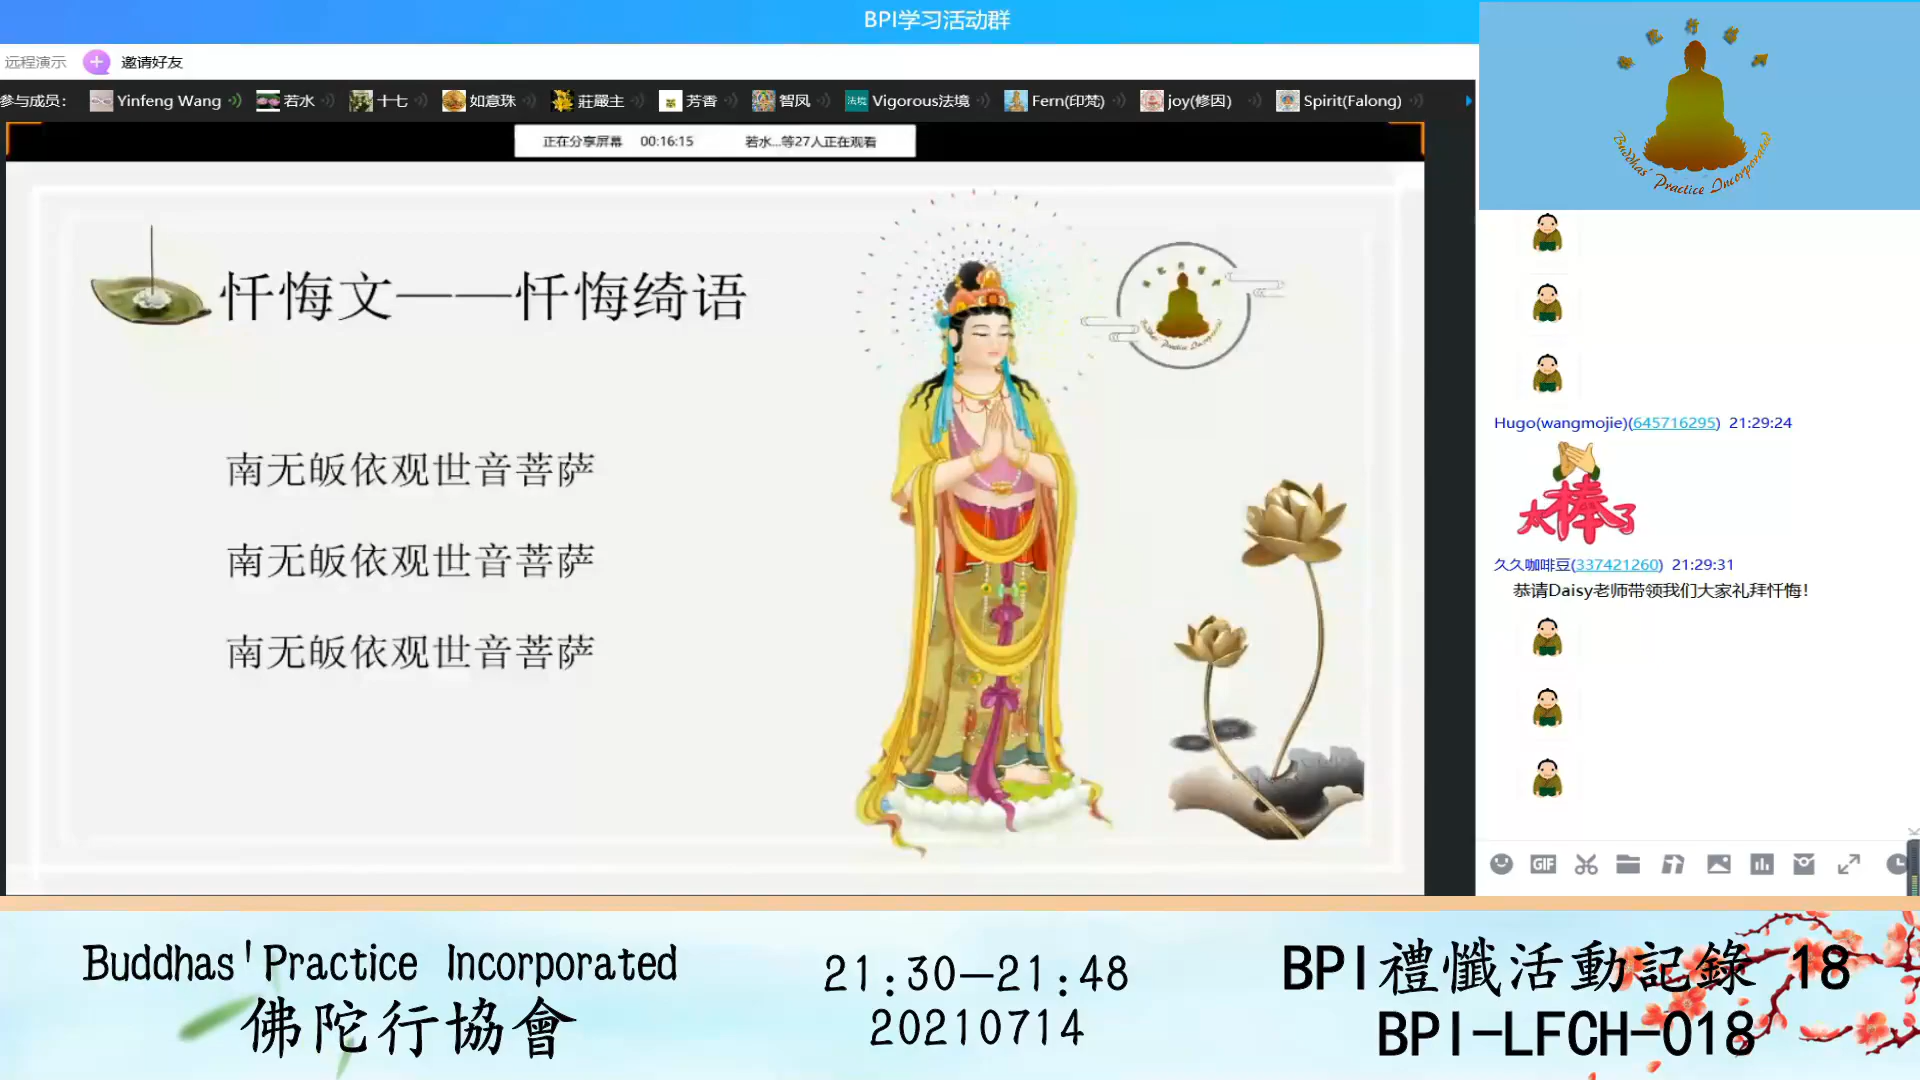 BPI学习活动群
远程演示 邀请好友
参与成员: Yinfeng Wang 若水 十七 如意珠 莊嚴主 芳香 智凤 法境 Vigorous法境 Fern(印梵) joy(修因) Spirit(Falong)
正在分享屏幕 00:16:15 若水...等27人正在观看
忏悔文——忏悔绮语
南无皈依观世音菩萨
南无皈依观世音菩萨
南无皈依观世音菩萨
Buddhas' Practice Incorporated
Hugo(wangmojie)(645716295) 21:29:24
太棒了
久久咖啡豆(337421260) 21:29:31
恭请Daisy老师带领我们大家礼拜忏悔!
GIF
Buddhas'Practice Incorporated
佛陀行協會
21:30—21:48
20210714
BPI禮懺活動記錄 18
BPI-LFCH-018